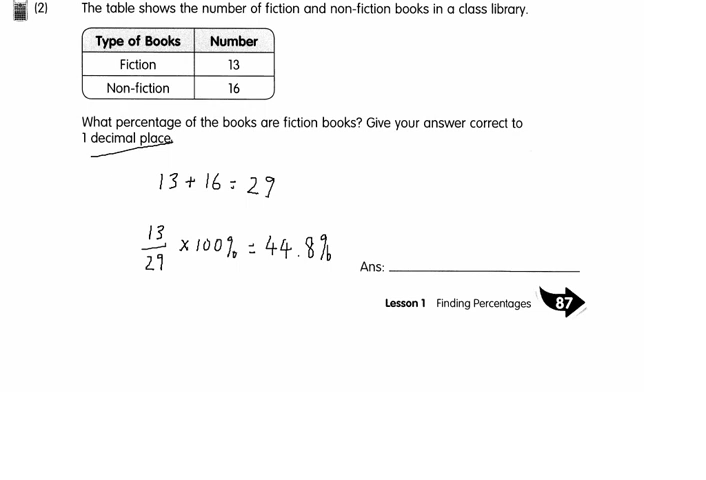 (2) The table shows the number of fiction and non-fiction books in a class library.
Type of Books Number
Fiction 13
Non-fiction 16
What percentage of the books are fiction books? Give your answer correct to
1 decimal place.
13 + 16 = 29
13/29 × 100% = 44.8%
Ans:
Lesson 1 Finding Percentages 87